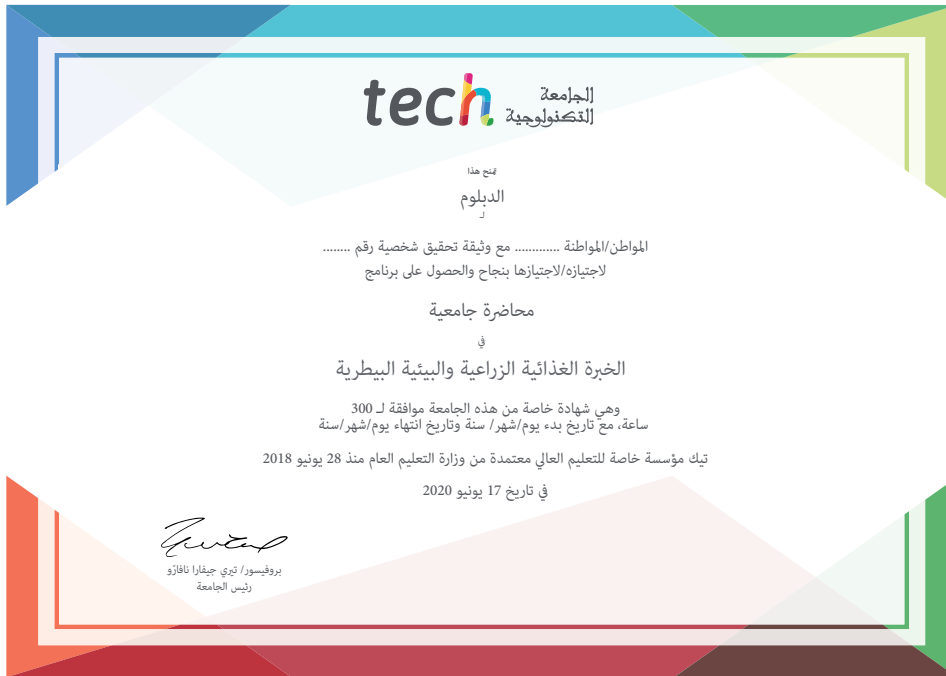 tech الجامعة
التكنولوجية
يمنح هذا
الدبلوم
لـ
المواطن/المواطنة ............. مع وثيقة تحقيق شخصية رقم ........
لاجتيازه/لاجتيازها بنجاح والحصول على برنامج
محاضرة جامعية
في
الخبرة الغذائية الزراعية والبيئية البيطرية
وهي شهادة خاصة من هذه الجامعة موافقة لـ 300
ساعة، مع تاريخ بدء يوم/شهر/ سنة وتاريخ انتهاء يوم/شهر/سنة
تيك مؤسسة خاصة للتعليم العالي معتمدة من وزارة التعليم العام منذ 28 يونيو 2018
في تاريخ 17 يونيو 2020
بروفيسور/ تيري جيفارا نافارّو
رئيس الجامعة